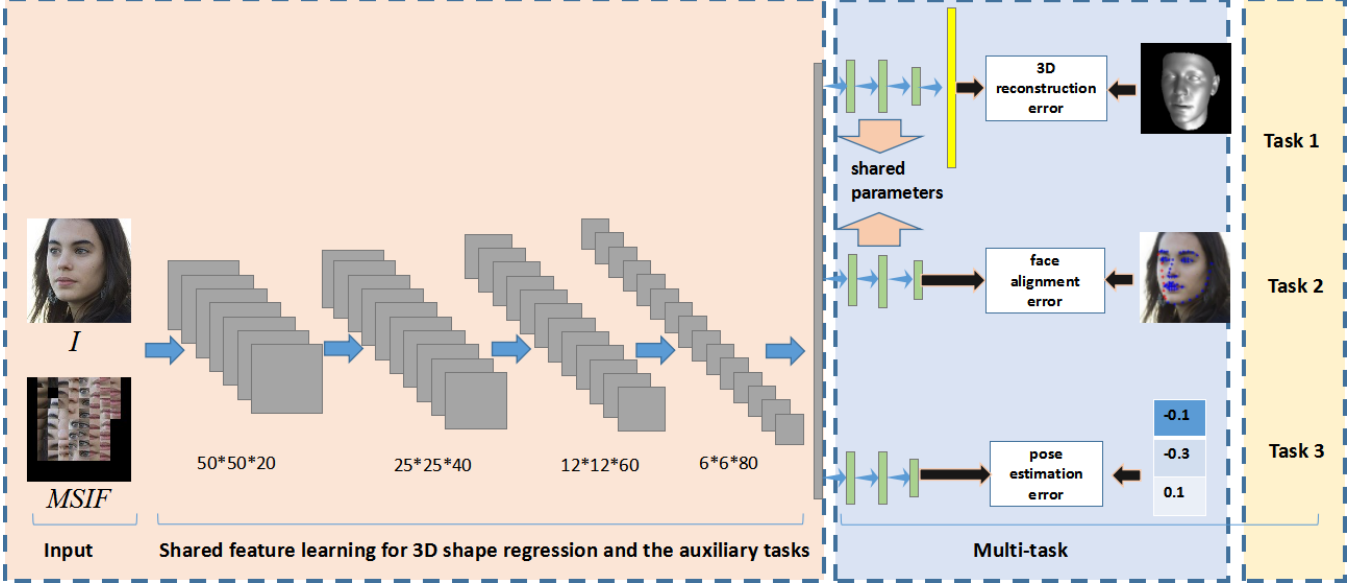 3D
reconstruction
error
Task 1
shared
parameters
I
face
alignment
error
Task 2
MSIF
50*50*20
25*25*40
12*12*60
6*6*80
pose
estimation
error
-0.1
-0.3
0.1
Task 3
Input
Shared feature learning for 3D shape regression and the auxiliary tasks
Multi-task